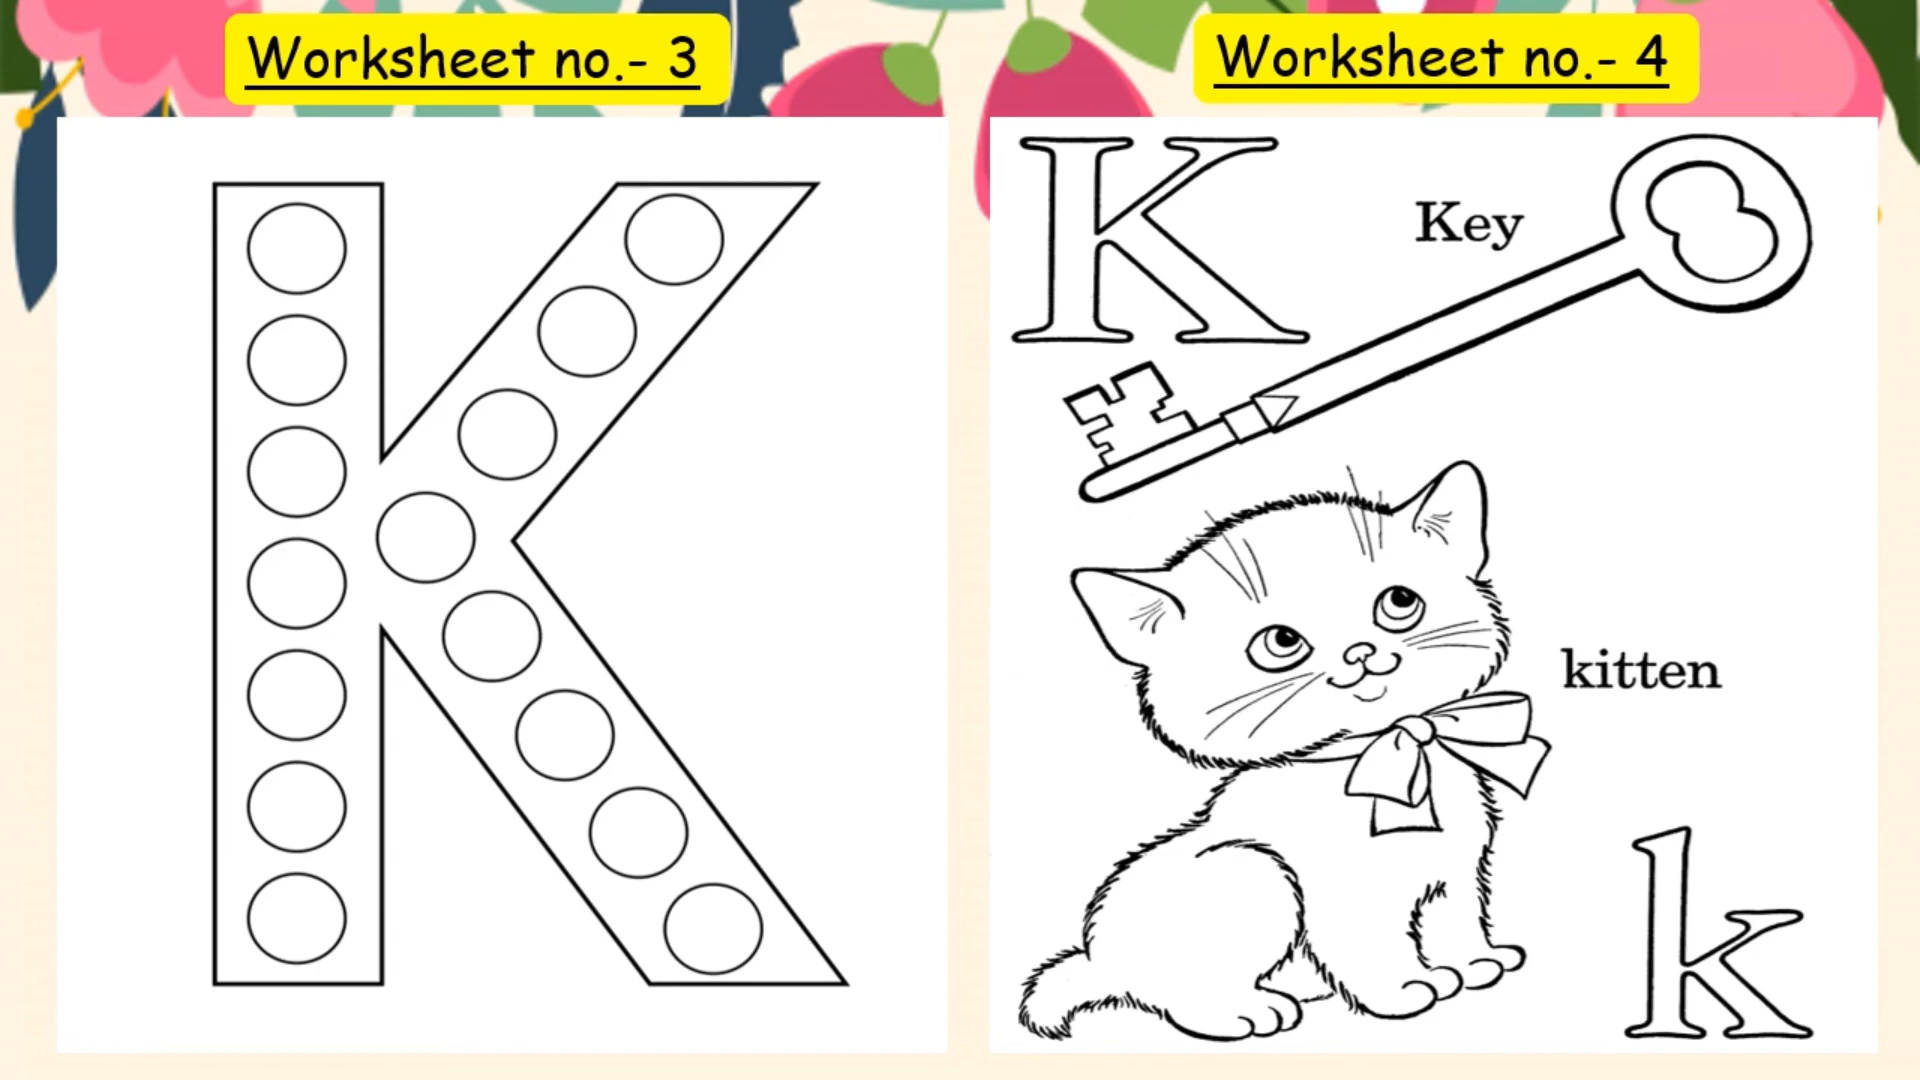 Worksheet no.- 3
K
Worksheet no.- 4
K
Key
kitten
k